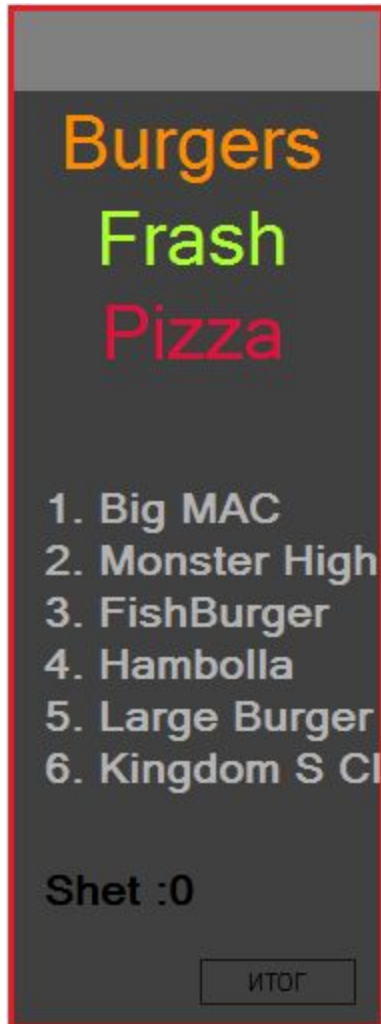 Burgers
Frash
Pizza
1. Big MAC
2. Monster High
3. FishBurger
4. Hambolla
5. Large Burger
6. Kingdom S
Shet :0
итог